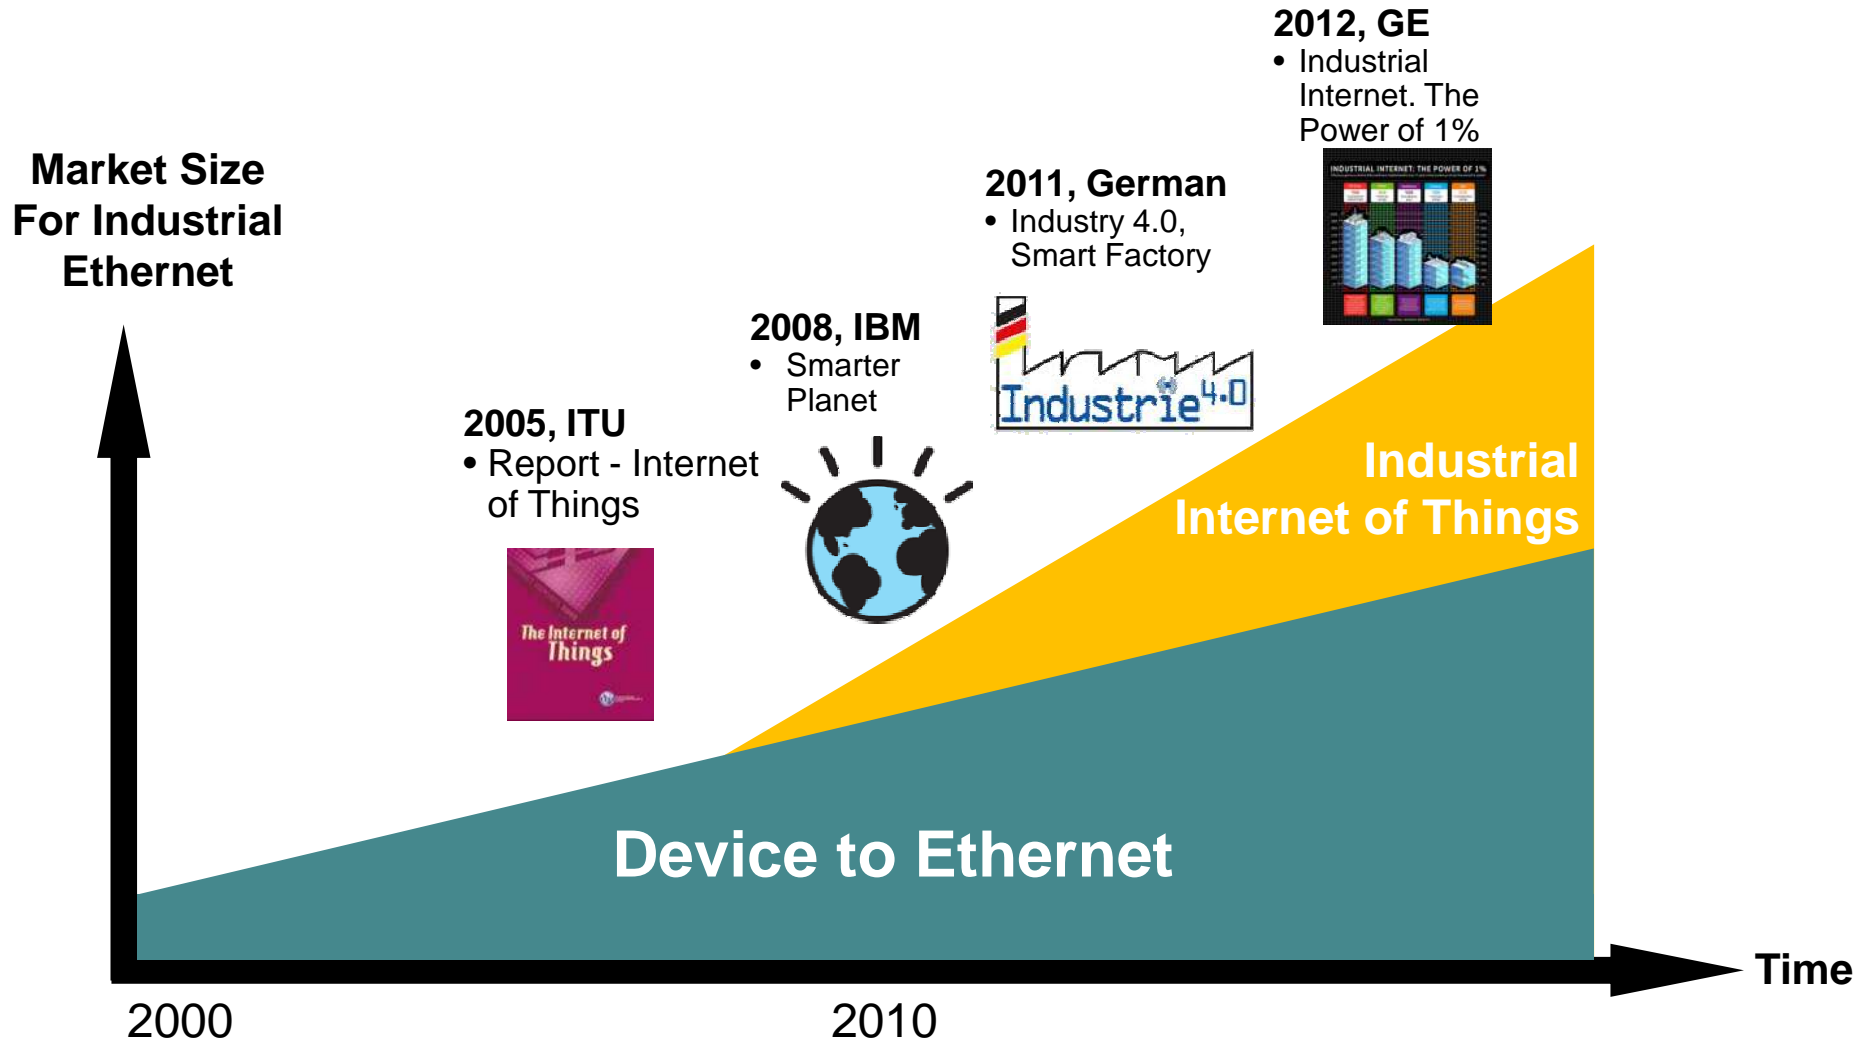 2012, GE
• Industrial
Internet. The
Power of 1%
INDUSTRIAL INTERNET: THE POWER OF 1%
Market Size
For Industrial
Ethernet
2011, German
• Industry 4.0,
Smart Factory
Industrie 4.0
2008, IBM
• Smarter
Planet
2005, ITU
• Report - Internet
of Things
The Internet of
Things
Industrial
Internet of Things
Device to Ethernet
Time
2000
2010